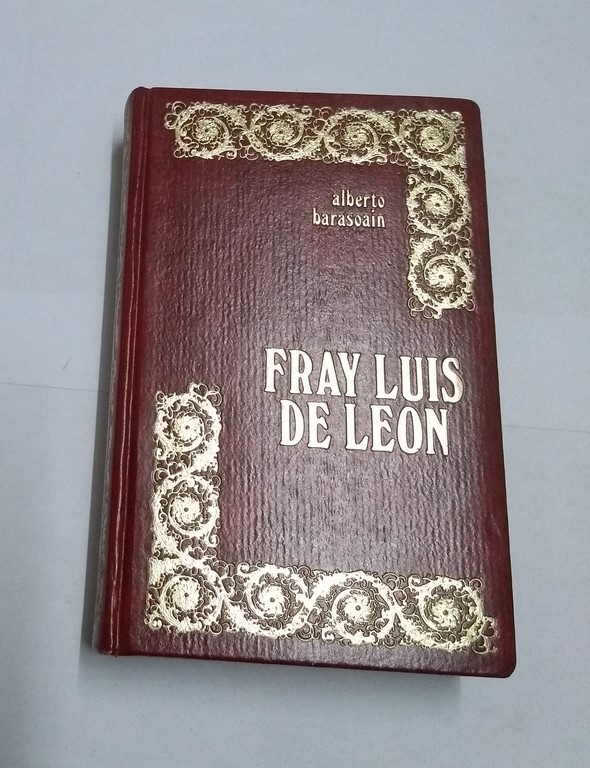 alberto
barasoain
FRAY LUIS
DE LEON